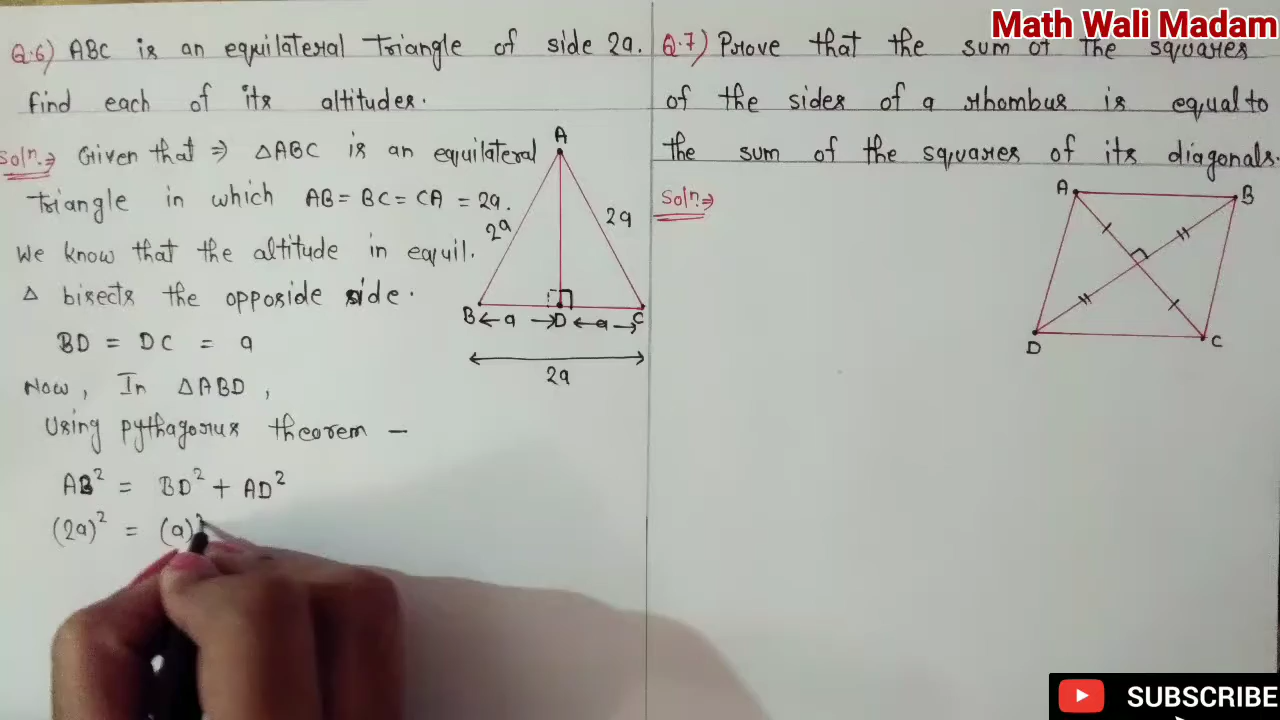 Math Wali Madam
Q.6) ABC is an equilateral triangle of side 2a.
Find each of its altitudes.
Soln.⇒ Given that ⇒ △ABC is an equilateral
triangle in which AB = BC = CA = 2a.
We know that the altitude in equil.
△ bisects the opposide side.
BD = DC = a
Now, In △ABD,
Using pythagorus theorem —
AB² = BD² + AD²
(2a)² = (a)²
A
2a
2a
B ← a → D ← a → C
2a
Q.7) Prove that the sum of the squares
of the sides of a rhombus is equal to
the sum of the squares of its diagonals.
Soln.⇒
A
B
D
C
SUBSCRIBE